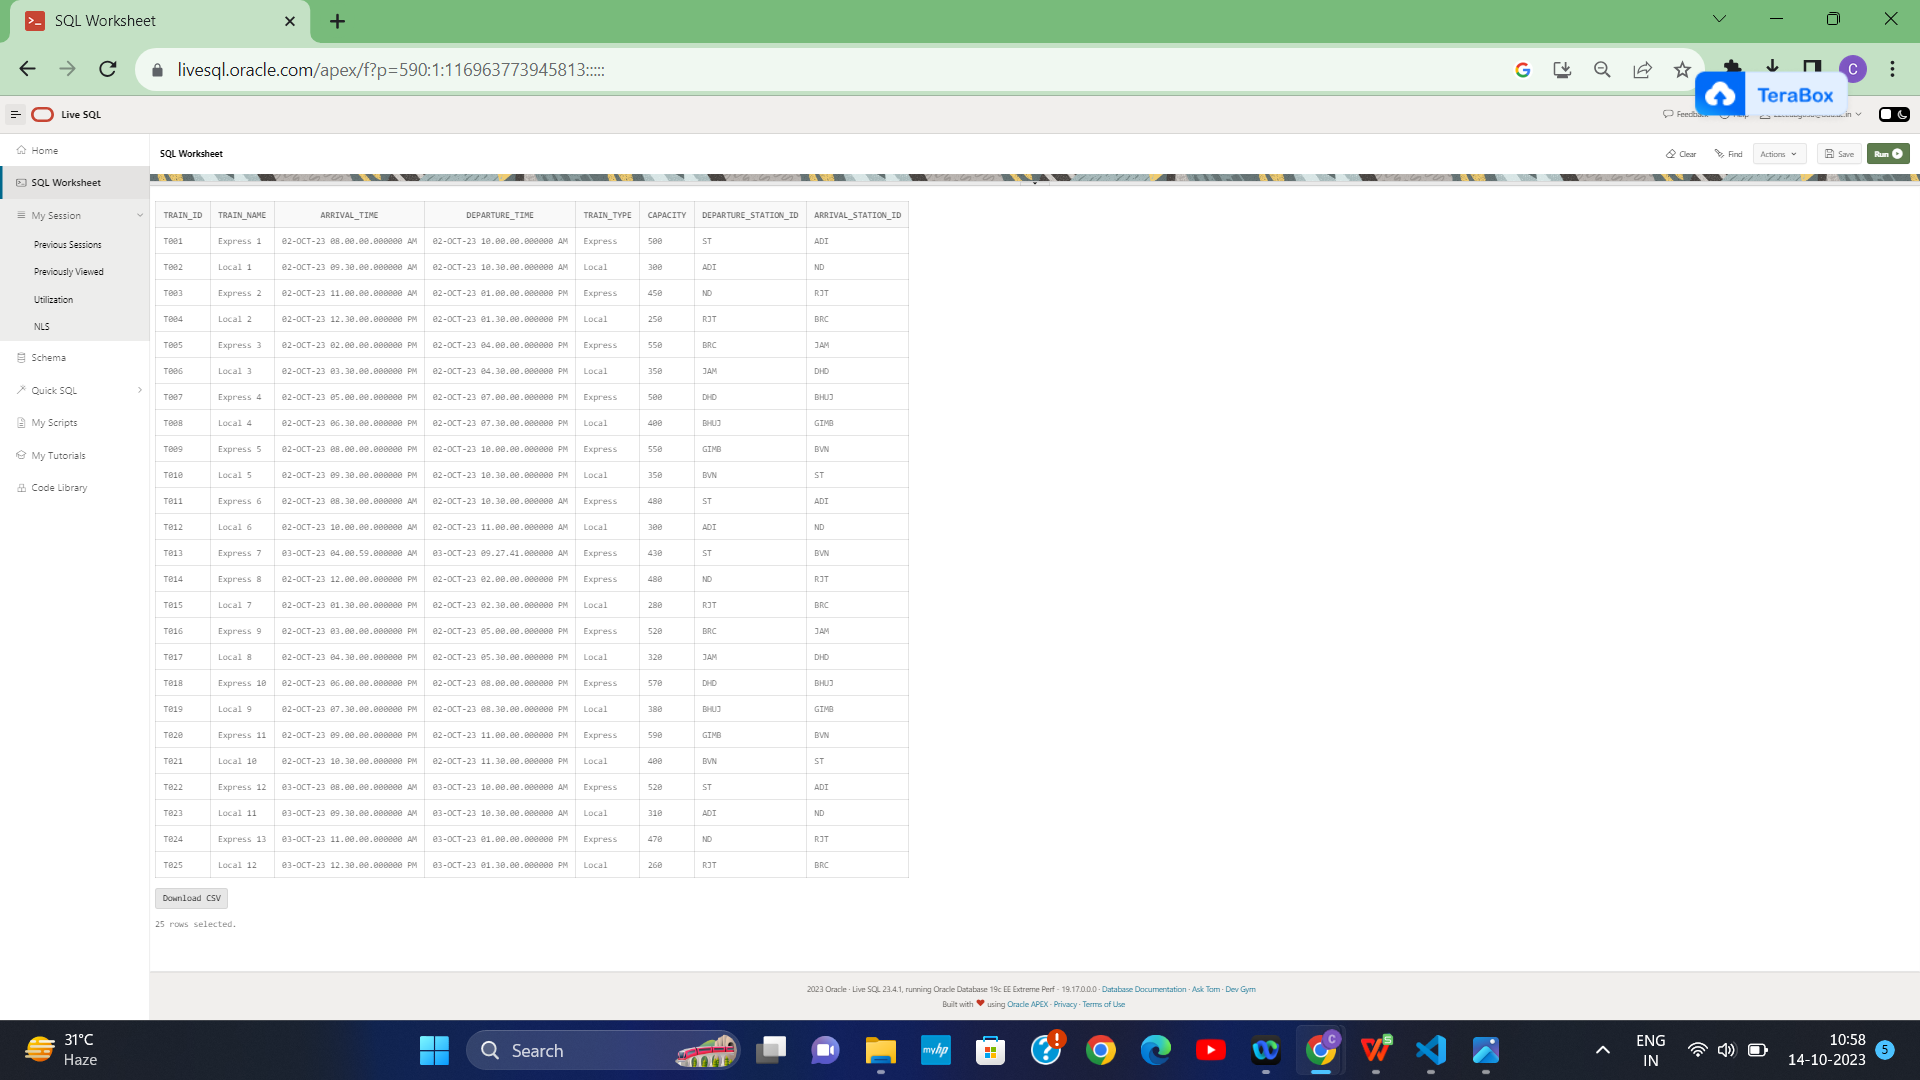 SQL Worksheet
livesql.oracle.com/apex/f?p=590:1:116963773945813:::::
C
TeraBox
Live SQL
Feedback
Home
SQL Worksheet
Clear Find Actions Save Run
SQL Worksheet
My Session
Previous Sessions
Previously Viewed
Utilization
NLS
Schema
Quick SQL
My Scripts
My Tutorials
Code Library
TRAIN_ID TRAIN_NAME ARRIVAL_TIME DEPARTURE_TIME TRAIN_TYPE CAPACITY DEPARTURE_STATION_ID ARRIVAL_STATION_ID
T001 Express 1 02-OCT-23 08.00.00.000000 AM 02-OCT-23 10.00.00.000000 AM Express 500 ST ADI
T002 Local 1 02-OCT-23 09.30.00.000000 AM 02-OCT-23 10.30.00.000000 AM Local 300 ADI ND
T003 Express 2 02-OCT-23 11.00.00.000000 AM 02-OCT-23 01.00.00.000000 PM Express 450 ND RJT
T004 Local 2 02-OCT-23 12.30.00.000000 PM 02-OCT-23 01.30.00.000000 PM Local 250 RJT BRC
T005 Express 3 02-OCT-23 02.00.00.000000 PM 02-OCT-23 04.00.00.000000 PM Express 550 BRC JAM
T006 Local 3 02-OCT-23 03.30.00.000000 PM 02-OCT-23 04.30.00.000000 PM Local 350 JAM DHD
T007 Express 4 02-OCT-23 05.00.00.000000 PM 02-OCT-23 07.00.00.000000 PM Express 500 DHD BHUJ
T008 Local 4 02-OCT-23 06.30.00.000000 PM 02-OCT-23 07.30.00.000000 PM Local 400 BHUJ GIMB
T009 Express 5 02-OCT-23 08.00.00.000000 PM 02-OCT-23 10.00.00.000000 PM Express 550 GIMB BVN
T010 Local 5 02-OCT-23 09.30.00.000000 PM 02-OCT-23 10.30.00.000000 PM Local 350 BVN ST
T011 Express 6 02-OCT-23 08.30.00.000000 AM 02-OCT-23 10.30.00.000000 AM Express 480 ST ADI
T012 Local 6 02-OCT-23 10.00.00.000000 AM 02-OCT-23 11.00.00.000000 AM Local 300 ADI ND
T013 Express 7 03-OCT-23 04.00.59.000000 AM 03-OCT-23 09.27.41.000000 AM Express 430 ST BVN
T014 Express 8 02-OCT-23 12.00.00.000000 PM 02-OCT-23 02.00.00.000000 PM Express 480 ND RJT
T015 Local 7 02-OCT-23 01.30.00.000000 PM 02-OCT-23 02.30.00.000000 PM Local 280 RJT BRC
T016 Express 9 02-OCT-23 03.00.00.000000 PM 02-OCT-23 05.00.00.000000 PM Express 520 BRC JAM
T017 Local 8 02-OCT-23 04.30.00.000000 PM 02-OCT-23 05.30.00.000000 PM Local 320 JAM DHD
T018 Express 10 02-OCT-23 06.00.00.000000 PM 02-OCT-23 08.00.00.000000 PM Express 570 DHD BHUJ
T019 Local 9 02-OCT-23 07.30.00.000000 PM 02-OCT-23 08.30.00.000000 PM Local 380 BHUJ GIMB
T020 Express 11 02-OCT-23 09.00.00.000000 PM 02-OCT-23 11.00.00.000000 PM Express 590 GIMB BVN
T021 Local 10 02-OCT-23 10.30.00.000000 PM 02-OCT-23 11.30.00.000000 PM Local 400 BVN ST
T022 Express 12 03-OCT-23 08.00.00.000000 AM 03-OCT-23 10.00.00.000000 AM Express 520 ST ADI
T023 Local 11 03-OCT-23 09.30.00.000000 AM 03-OCT-23 10.30.00.000000 AM Local 310 ADI ND
T024 Express 13 03-OCT-23 11.00.00.000000 AM 03-OCT-23 01.00.00.000000 PM Express 470 ND RJT
T025 Local 12 03-OCT-23 12.30.00.000000 PM 03-OCT-23 01.30.00.000000 PM Local 260 RJT BRC
Download CSV
25 rows selected.
2023 Oracle · Live SQL 23.4.1, running Oracle Database 19c EE Extreme Perf - 19.17.0.0.0 · Database Documentation · Ask Tom · Dev Gym
Built with ❤ using Oracle APEX · Privacy · Terms of Use
31°C
Haze
Search
myhp
C
S
ENG
IN
10:58
14-10-2023
5